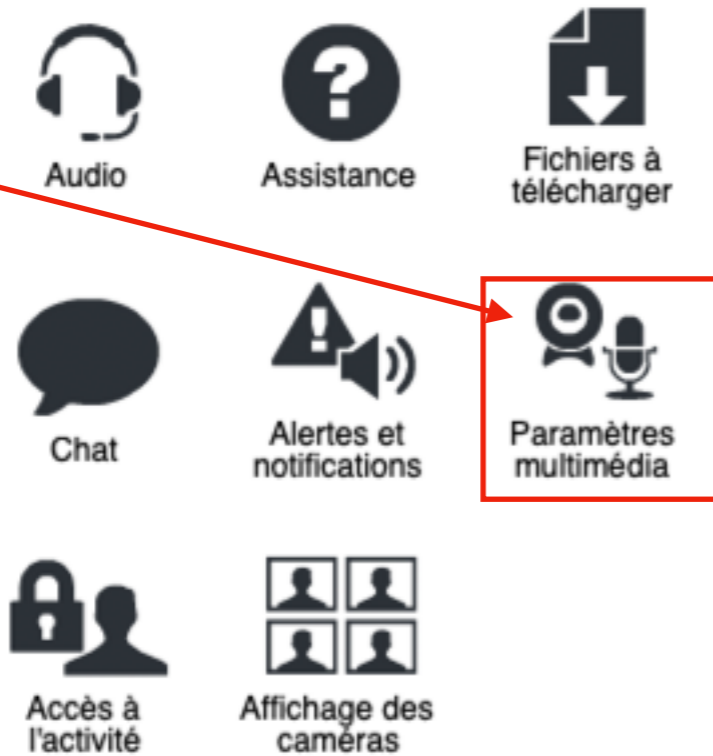 Audio
Assistance
Fichiers à
télécharger
Chat
Alertes et
notifications
Paramètres
multimédia
Accès à
l'activité
Affichage des
caméras